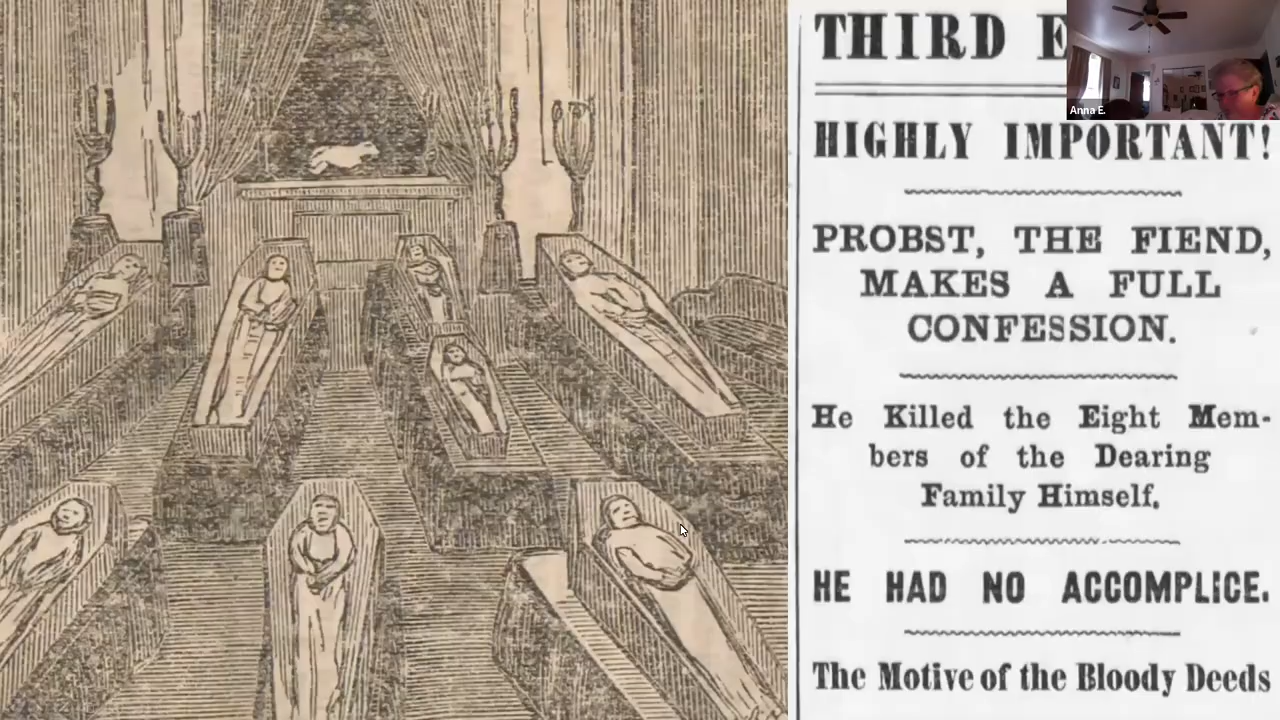 THIRD E
Anna E.
HIGHLY IMPORTANT!
PROBST, THE FIEND,
MAKES A FULL
CONFESSION.
He Killed the Eight Mem-
bers of the Dearing
Family Himself.
HE HAD NO ACCOMPLICE.
The Motive of the Bloody Deeds